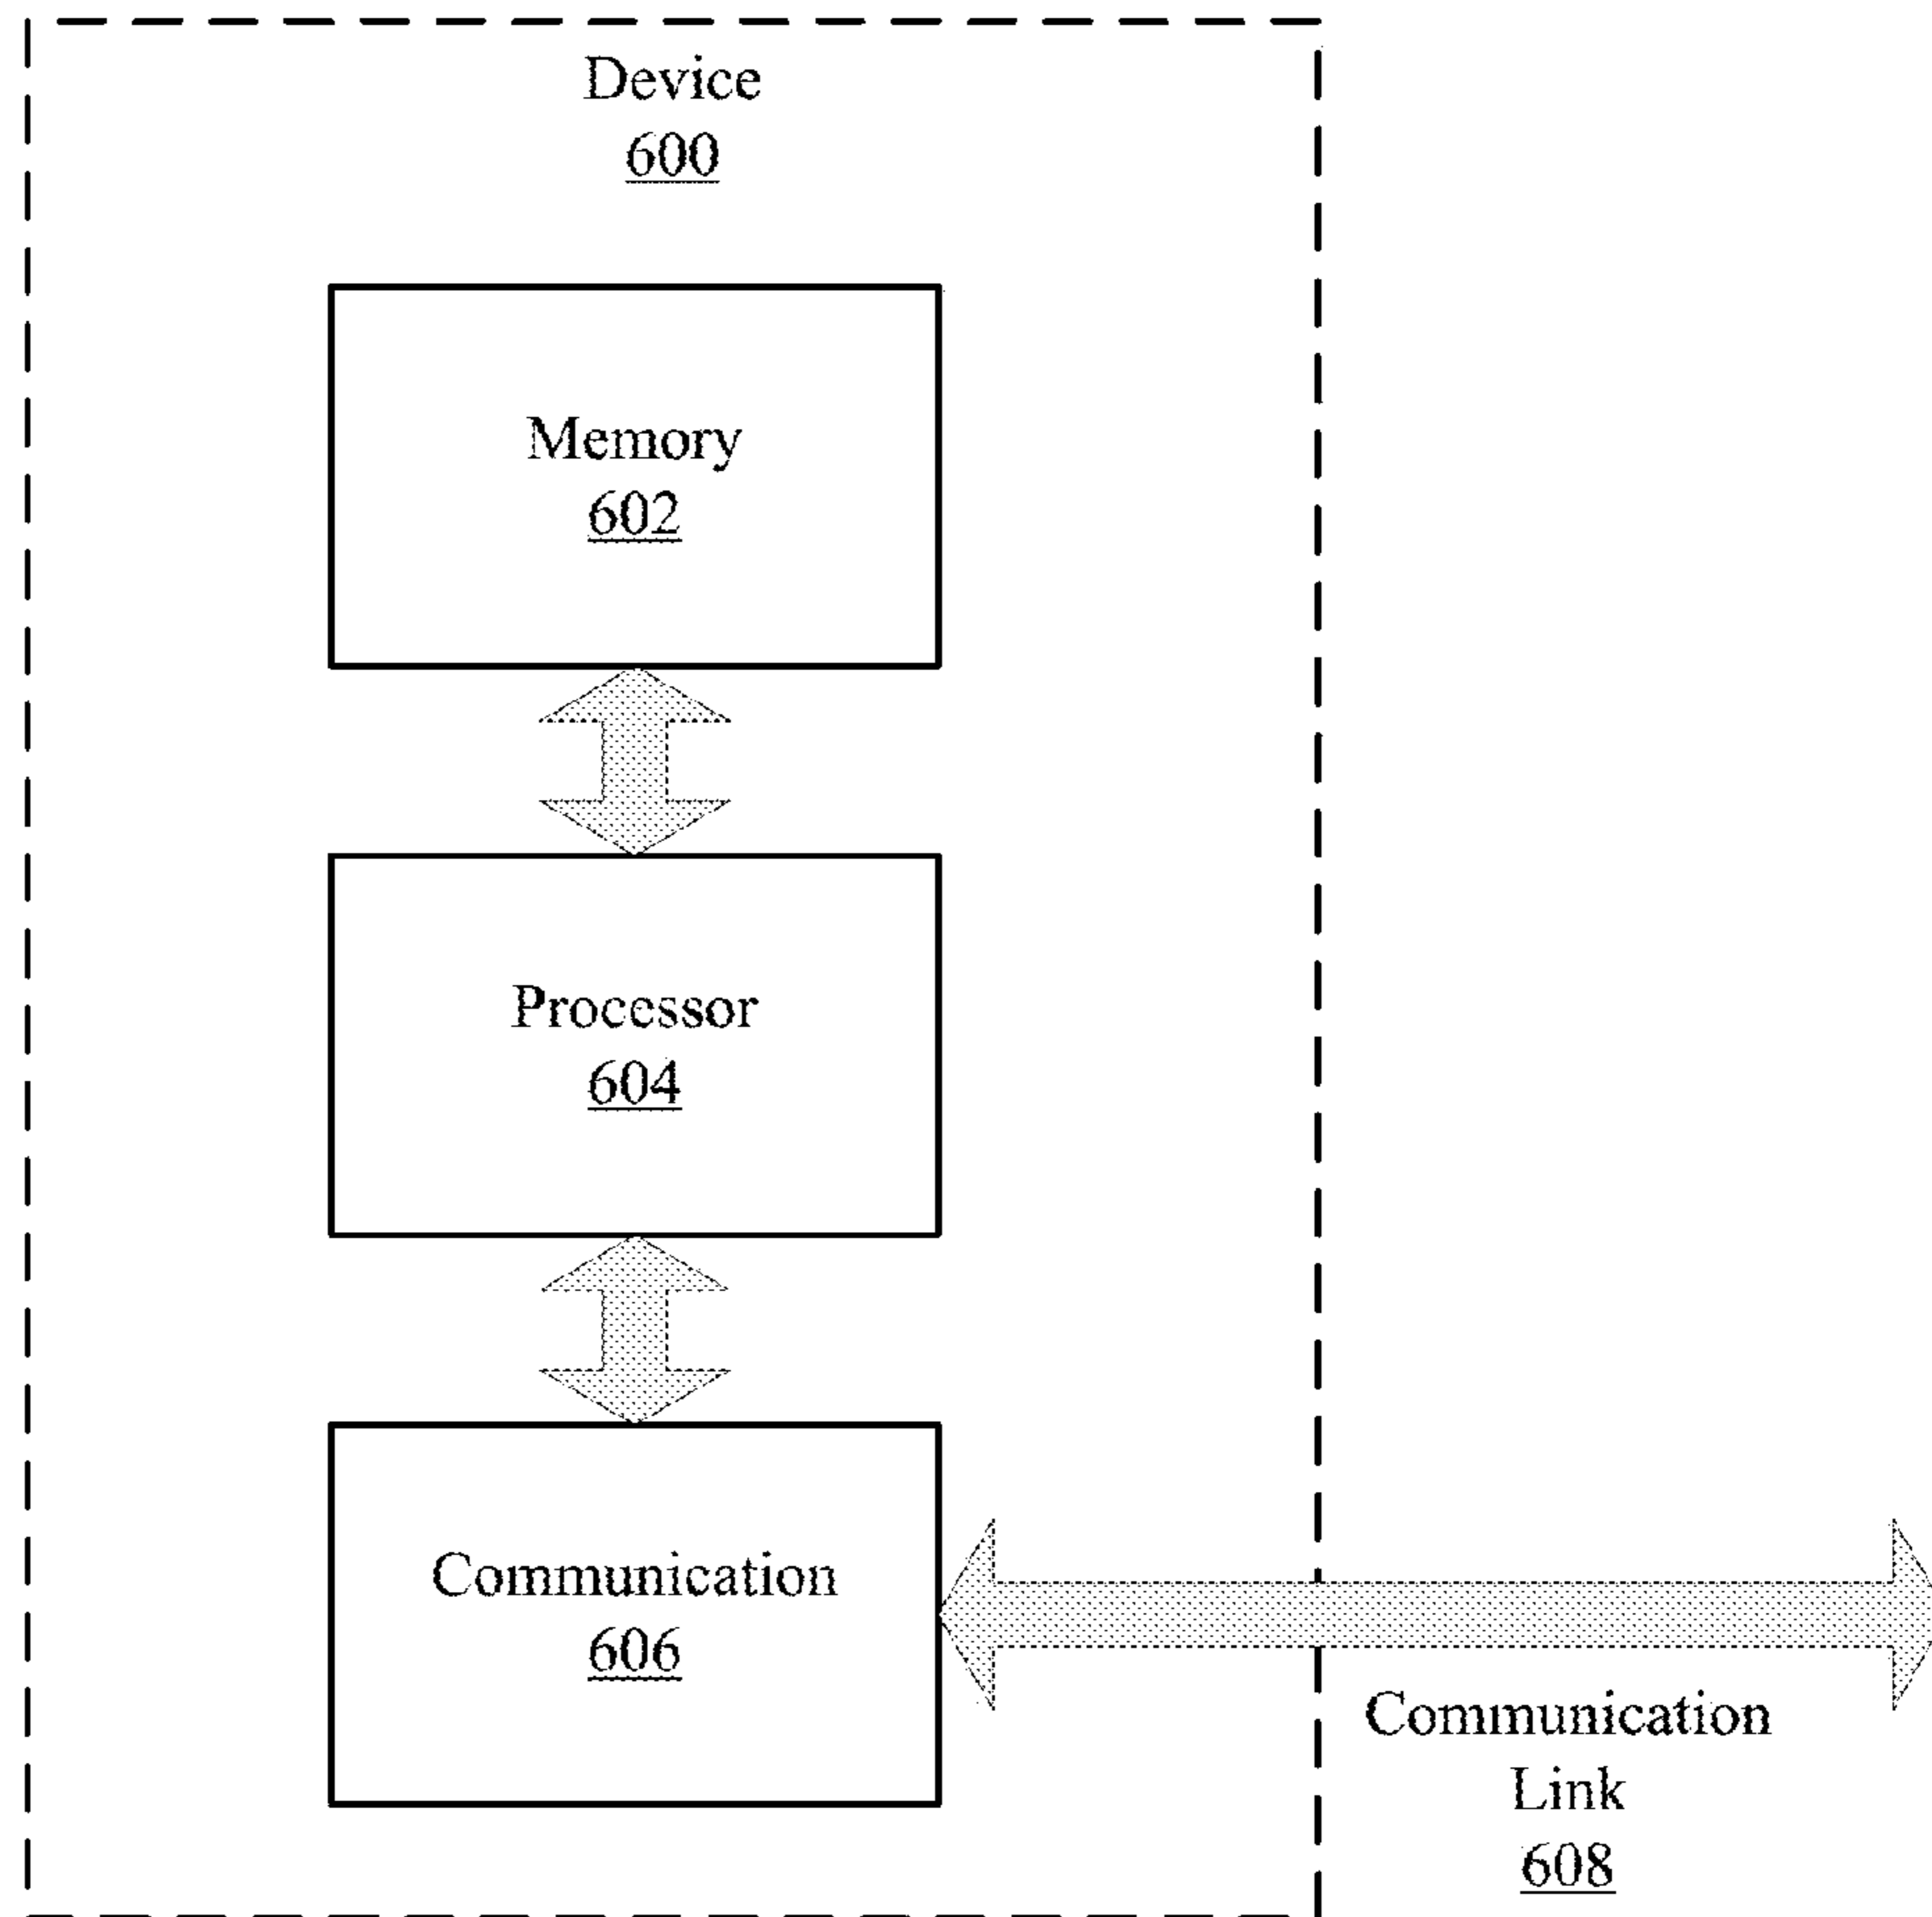 Device
600
Memory
602
Processor
604
Communication
606
Communication
Link
608